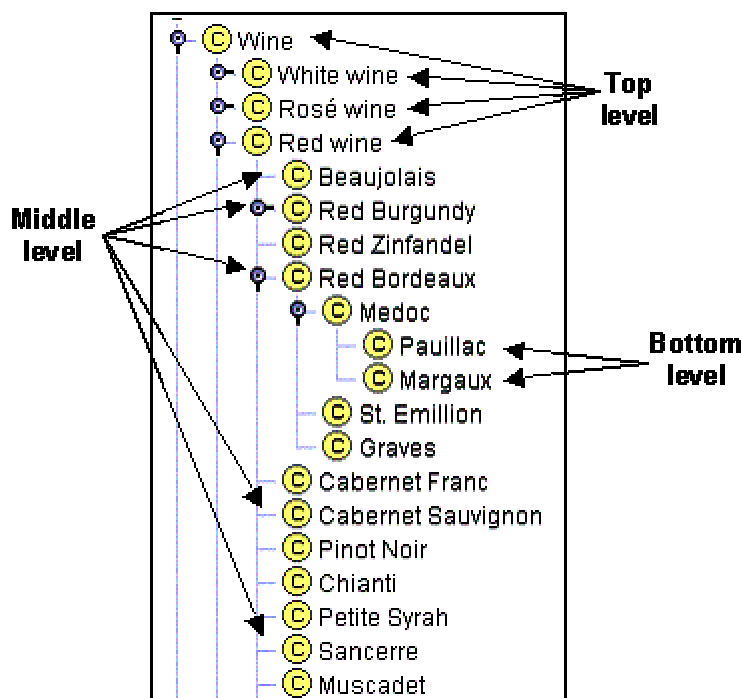 Wine
White wine
Rosé wine
Red wine
Beaujolais
Red Burgundy
Red Zinfandel
Red Bordeaux
Medoc
Pauillac
Margaux
St. Emillion
Graves
Cabernet Franc
Cabernet Sauvignon
Pinot Noir
Chianti
Petite Syrah
Sancerre
Muscadet
Top
level
Middle
level
Bottom
level